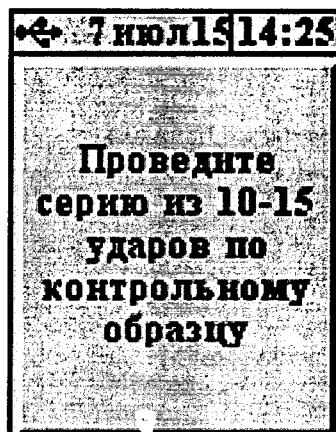 7 июл15 14:25
Проведите
серию из 10-15
ударов по
контрольному
образцу